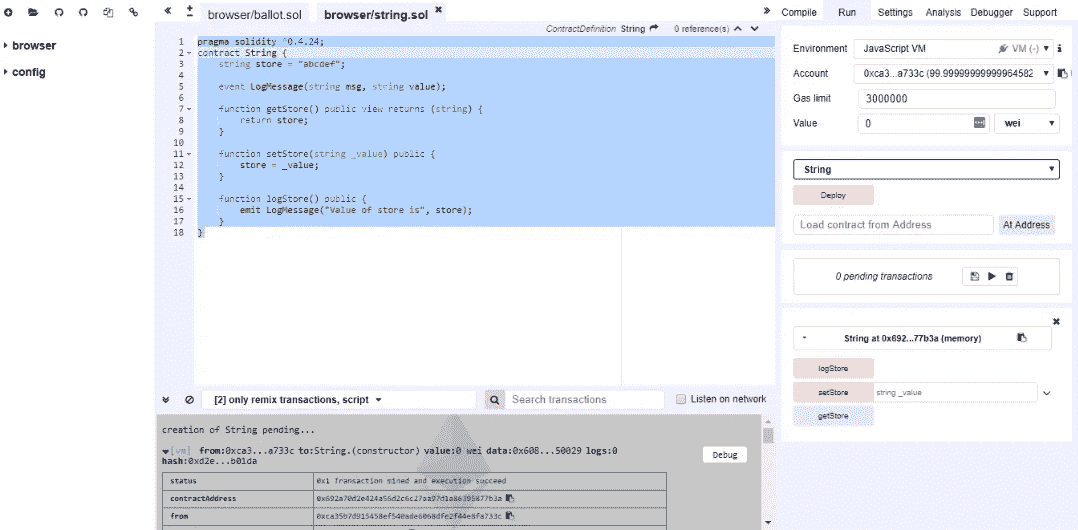 browser/ballot.sol
browser/string.sol
Compile
Run
Settings
Analysis
Debugger
Support
browser
config
ContractDefinition String
0 reference(s)
1 pragma solidity ^0.4.24;
2 contract String {
3 string store = "abcdef";
4
5 event LogMessage(string msg, string value);
6
7 function getStore() public view returns (string) {
8 return store;
9 }
10
11 function setStore(string _value) public {
12 store = _value;
13 }
14
15 function logStore() public {
16 emit LogMessage("Value of store is", store);
17 }
18 }
Environment
JavaScript VM
VM (-)
Account
0xca3...a733c (99.99999999999964582
Gas limit
3000000
Value
0
wei
String
Deploy
Load contract from Address
At Address
0 pending transactions
String at 0x692...77b3a (memory)
logStore
setStore
string _value
getStore
[2] only remix transactions, script
Search transactions
Listen on network
creation of String pending...
[vm] from:0xca3...a733c to:String.(constructor) value:0 wei data:0x608...50029 logs:0
hash:0xd2e...b01da
Debug
status
0x1 Transaction mined and execution succeed
contractAddress
from